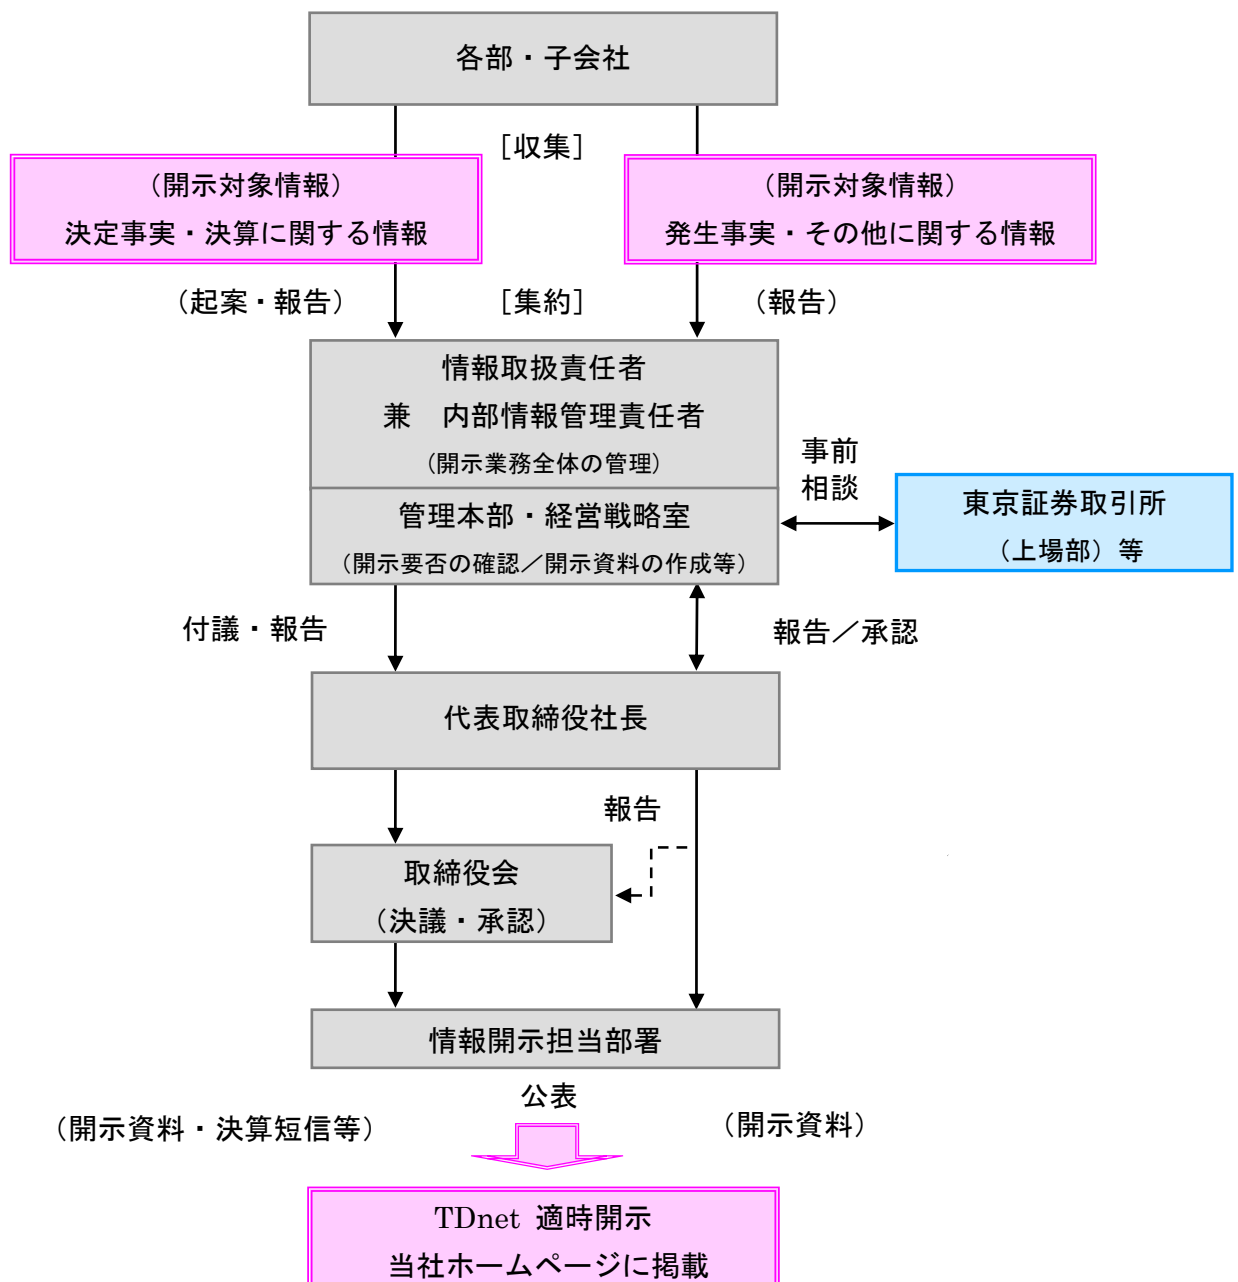 各部・子会社
［収集］
（開示対象情報）
決定事実・決算に関する情報
（開示対象情報）
発生事実・その他に関する情報
（起案・報告）
［集約］
（報告）
情報取扱責任者
兼　内部情報管理責任者
（開示業務全体の管理）
管理本部・経営戦略室
（開示要否の確認／開示資料の作成等）
事前
相談
東京証券取引所
（上場部）等
付議・報告
報告／承認
代表取締役社長
報告
取締役会
（決議・承認）
情報開示担当部署
公表
（開示資料・決算短信等）
（開示資料）
TDnet 適時開示
当社ホームページに掲載